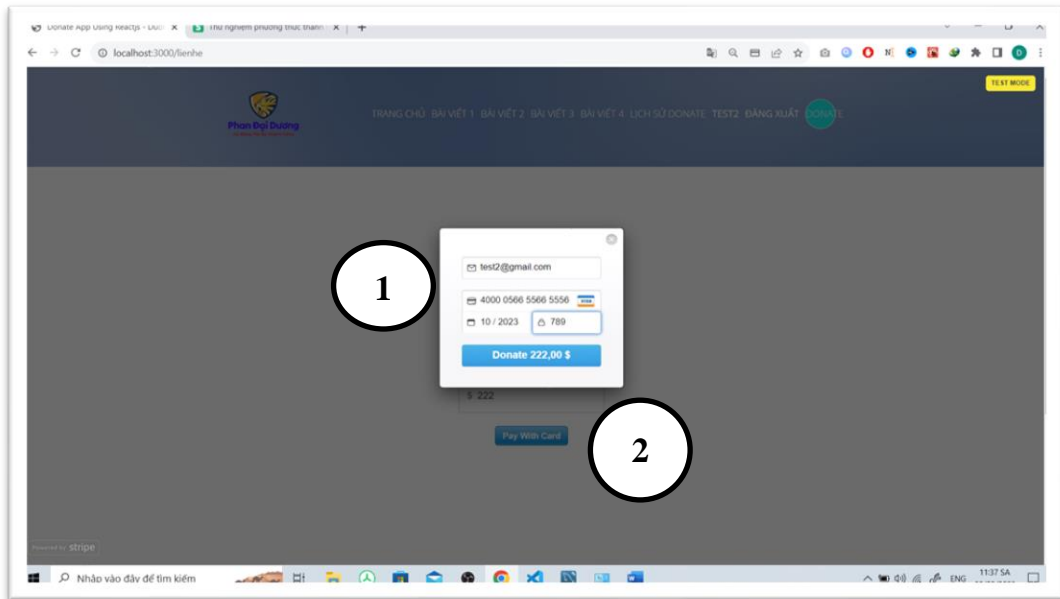 Donate App Using Reactjs - Du
Thử nghiệm phương thức thanh
localhost:3000/lienhe
TEST MODE
Phan Đại Dương
TRANG CHỦ BÀI VIẾT 1 BÀI VIẾT 2 BÀI VIẾT 3 BÀI VIẾT 4 LỊCH SỬ DONATE TEST2 ĐĂNG XUẤT DONATE
1
test2@gmail.com
4000 0566 5566 5556 VISA
10 / 2023 789
Donate 222,00 $
$ 222
Pay With Card
2
Powered by stripe
Nhập vào đây để tìm kiếm
ENG
11:37 SA